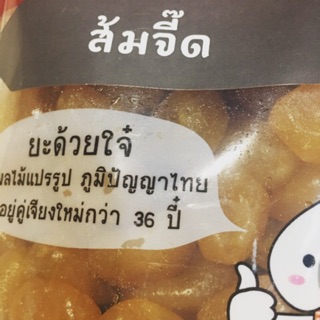 ส้มจี๊ด
ยะด้วยใจ๋
ผลไม้แปรรูป ภูมิปัญญาไทย
อยู่คู่เจียงใหม่กว่า 36 ปี๋